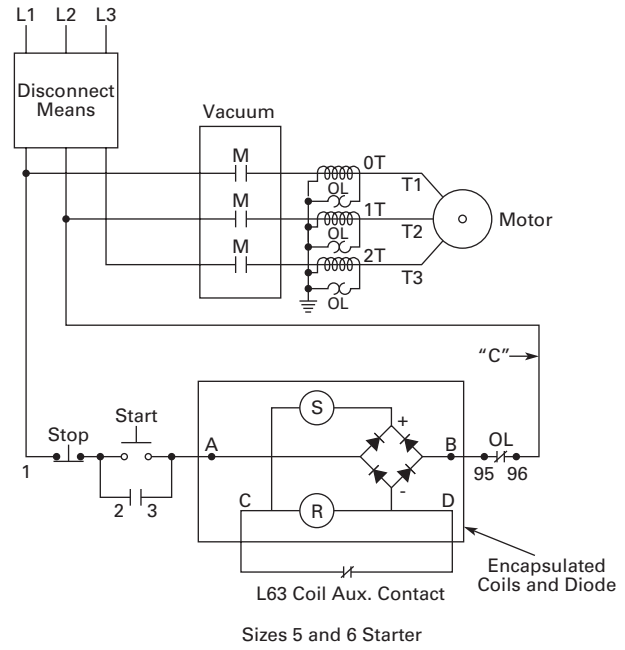 L1 L2 L3
Disconnect
Means
Vacuum
M
0T
OL
T1
M
1T
OL
T2
Motor
M
2T
T3
OL
"C"
S
Start
Stop
+
A
B
OL
1
95 96
2 3
-
C
D
R
L63 Coil Aux. Contact
Encapsulated
Coils and Diode
Sizes 5 and 6 Starter